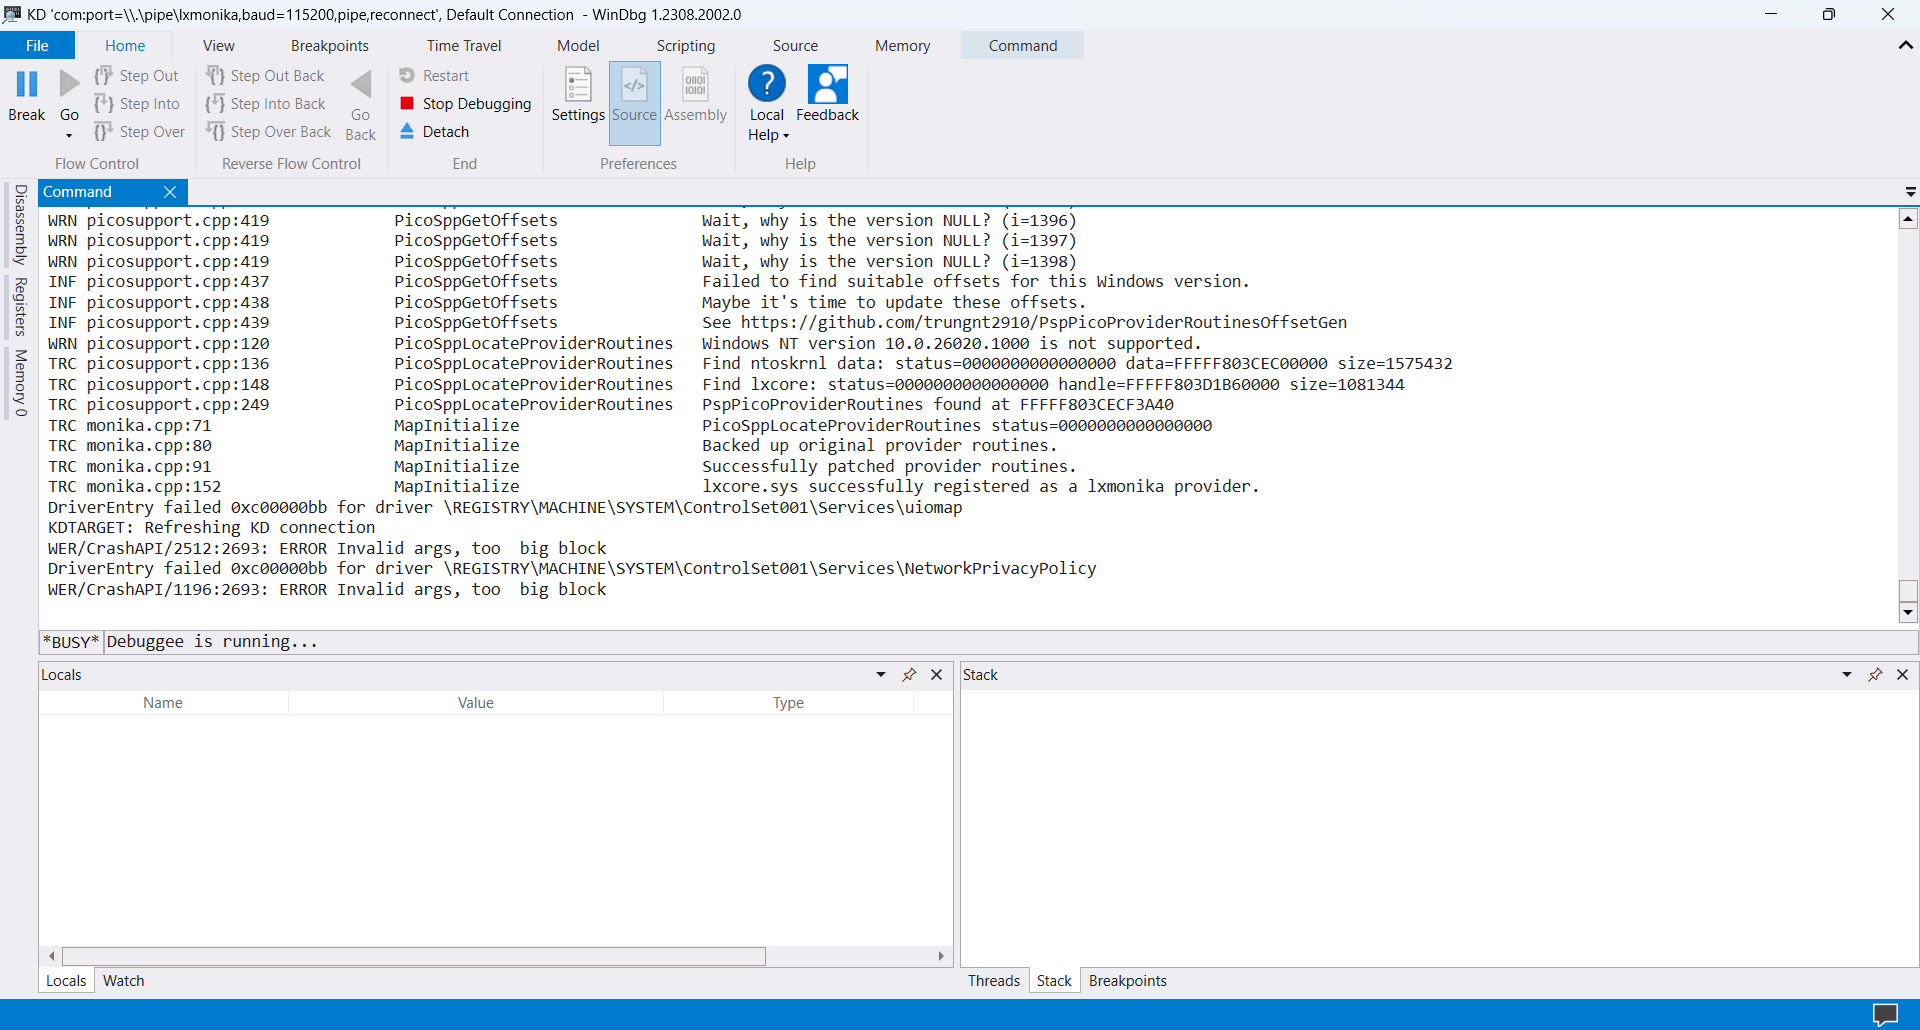 KD 'com:port=\\.\pipe\lxmonika,baud=115200,pipe,reconnect', Default Connection - WinDbg 1.2308.2002.0
File Home View Breakpoints Time Travel Model Scripting Source Memory Command
Break
Go
Step Out
Step Into
Step Over
Flow Control
Step Out Back
Step Into Back
Step Over Back
Go Back
Reverse Flow Control
Restart
Stop Debugging
Detach
End
Settings
Source
Assembly
Preferences
Local Help
Feedback
Help
Disassembly
Registers
Memory 0
Command
WRN picosupport.cpp:419 PicoSppGetOffsets Wait, why is the version NULL? (i=1396)
WRN picosupport.cpp:419 PicoSppGetOffsets Wait, why is the version NULL? (i=1397)
WRN picosupport.cpp:419 PicoSppGetOffsets Wait, why is the version NULL? (i=1398)
INF picosupport.cpp:437 PicoSppGetOffsets Failed to find suitable offsets for this Windows version.
INF picosupport.cpp:438 PicoSppGetOffsets Maybe it's time to update these offsets.
INF picosupport.cpp:439 PicoSppGetOffsets See https://github.com/trungnt2910/PspPicoProviderRoutinesOffsetGen
WRN picosupport.cpp:120 PicoSppLocateProviderRoutines Windows NT version 10.0.26020.1000 is not supported.
TRC picosupport.cpp:136 PicoSppLocateProviderRoutines Find ntoskrnl data: status=0000000000000000 data=FFFFF803CEC00000 size=1575432
TRC picosupport.cpp:148 PicoSppLocateProviderRoutines Find lxcore: status=0000000000000000 handle=FFFFF803D1B60000 size=1081344
TRC picosupport.cpp:249 PicoSppLocateProviderRoutines PspPicoProviderRoutines found at FFFFF803CECF3A40
TRC monika.cpp:71 MapInitialize PicoSppLocateProviderRoutines status=0000000000000000
TRC monika.cpp:80 MapInitialize Backed up original provider routines.
TRC monika.cpp:91 MapInitialize Successfully patched provider routines.
TRC monika.cpp:152 MapInitialize lxcore.sys successfully registered as a lxmonika provider.
DriverEntry failed 0xc00000bb for driver \REGISTRY\MACHINE\SYSTEM\ControlSet001\Services\uiomap
KDTARGET: Refreshing KD connection
WER/CrashAPI/2512:2693: ERROR Invalid args, too  big block
DriverEntry failed 0xc00000bb for driver \REGISTRY\MACHINE\SYSTEM\ControlSet001\Services\NetworkPrivacyPolicy
WER/CrashAPI/1196:2693: ERROR Invalid args, too  big block
*BUSY* Debuggee is running...
Locals
Name Value Type
Locals Watch
Stack
Threads Stack Breakpoints